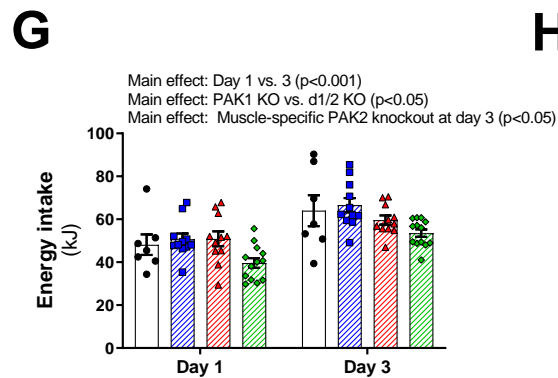 G
H
Main effect: Day 1 vs. 3 (p<0.001)
Main effect: PAK1 KO vs. d1/2 KO (p<0.05)
Main effect:  Muscle-specific PAK2 knockout at day 3 (p<0.05)
Energy intake
(kJ)
100
80
60
40
20
0
Day 1
Day 3